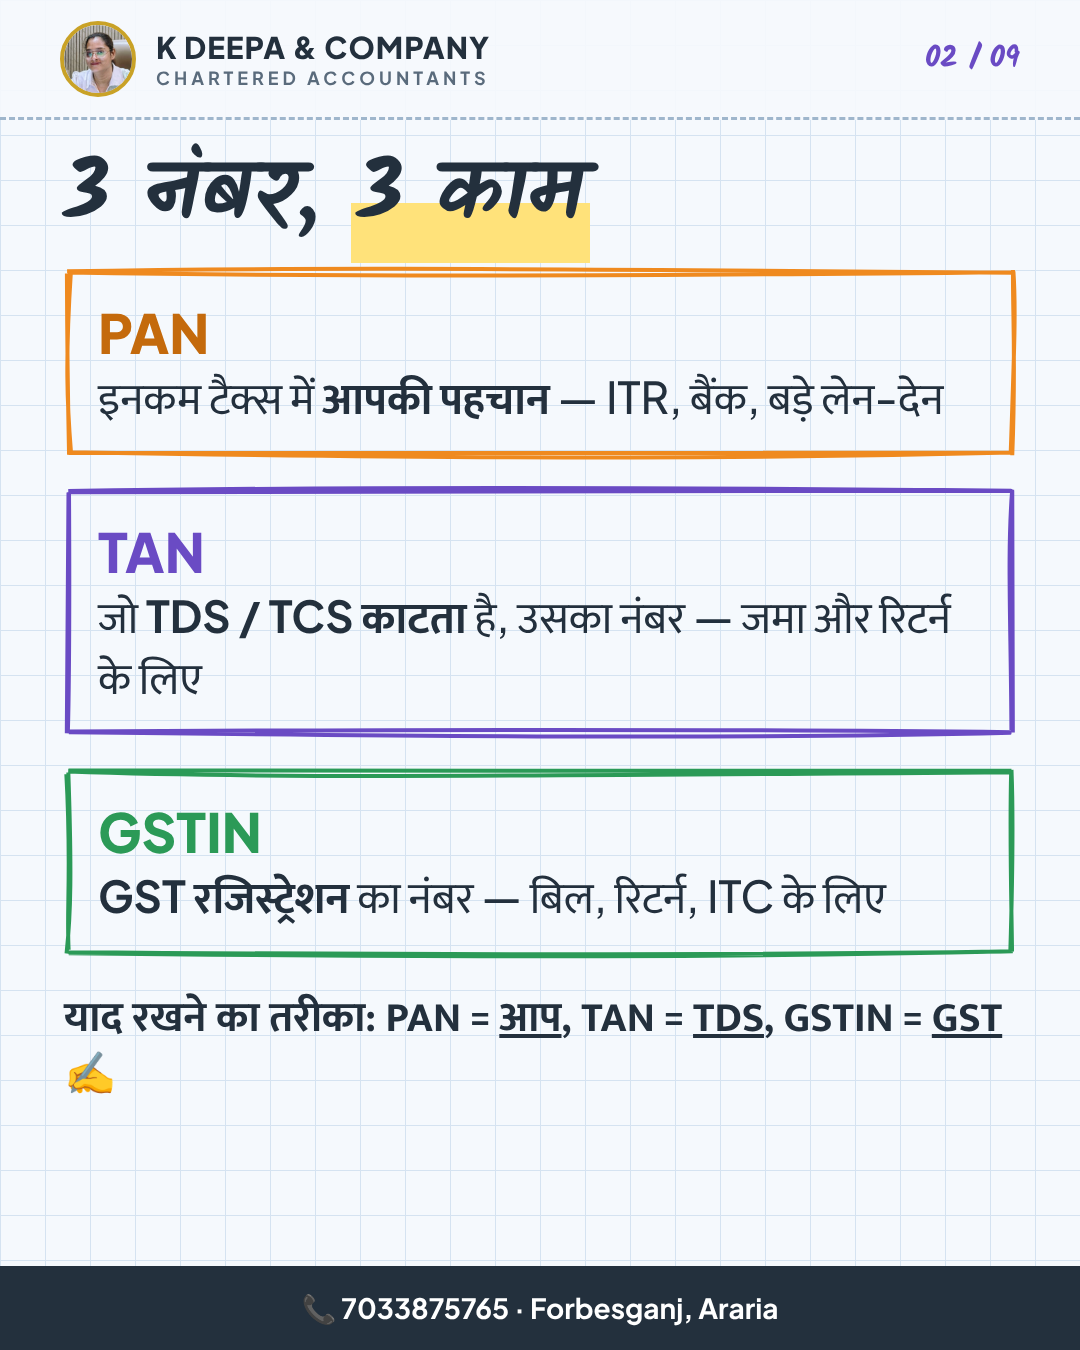 K DEEPA & COMPANY
CHARTERED ACCOUNTANTS
02 / 09
3 नंबर, 3 काम
PAN
इनकम टैक्स में आपकी पहचान — ITR, बैंक, बड़े लेन-देन
TAN
जो TDS / TCS काटता है, उसका नंबर — जमा और रिटर्न
के लिए
GSTIN
GST रजिस्ट्रेशन का नंबर — बिल, रिटर्न, ITC के लिए
याद रखने का तरीका: PAN = आप, TAN = TDS, GSTIN = GST
✍️
📞 7033875765 · Forbesganj, Araria